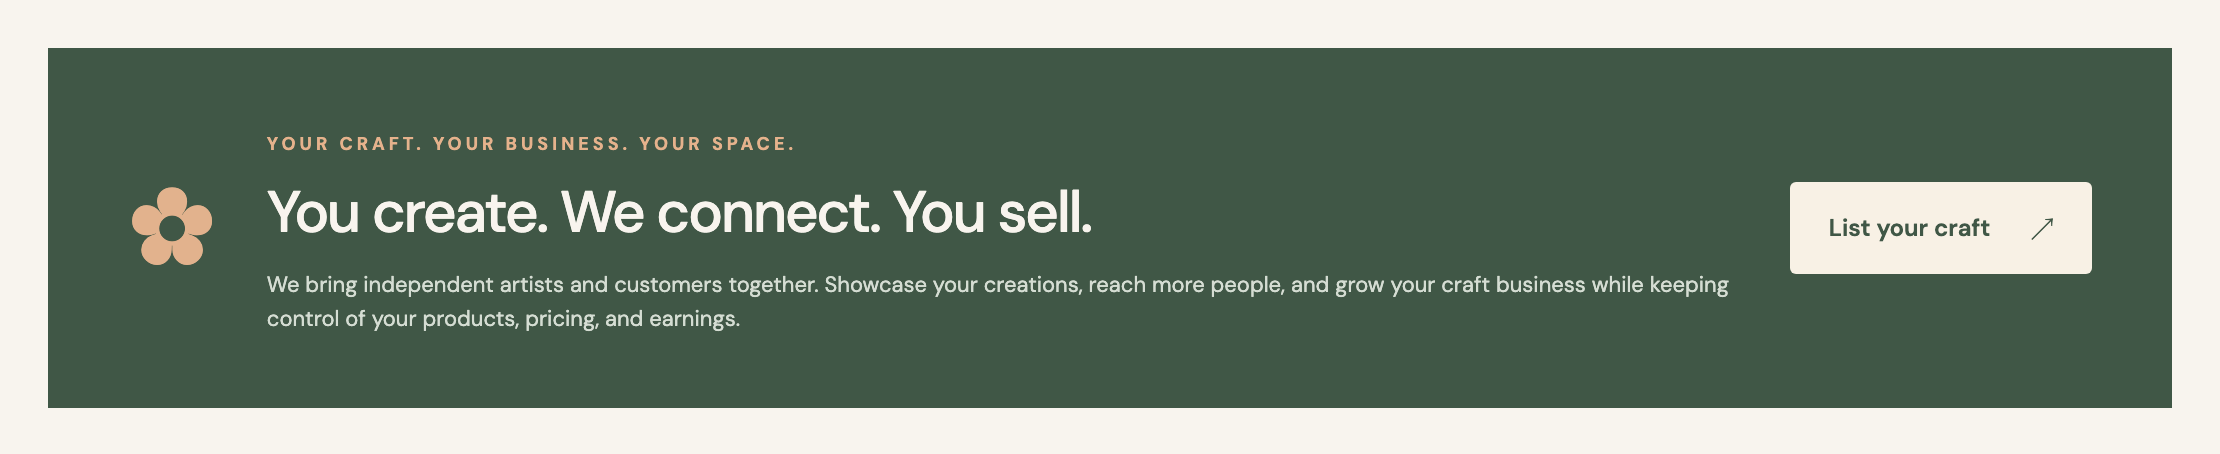 YOUR CRAFT. YOUR BUSINESS. YOUR SPACE.
You create. We connect. You sell.
We bring independent artists and customers together. Showcase your creations, reach more people, and grow your craft business while keeping
control of your products, pricing, and earnings.
List your craft